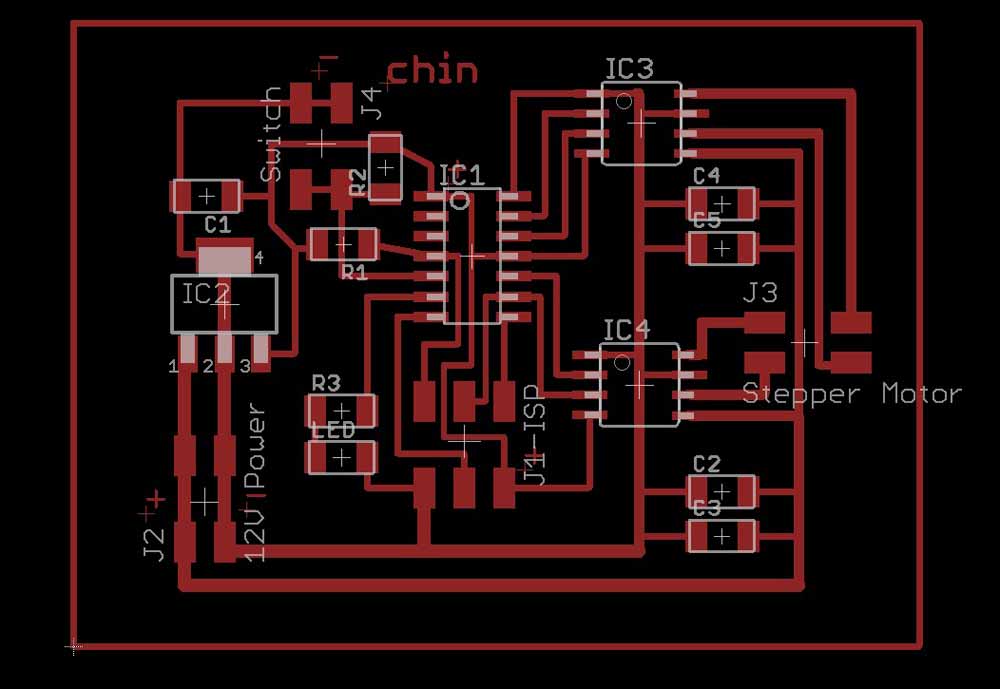 chin
IC3
Switch
J4
IC1
R2
C4
C1
C5
4
R1
IC2
J3
IC4
1 2 3
R3
Stepper Motor
LED
J1-ISP
12V Power
C2
C3
+
J2